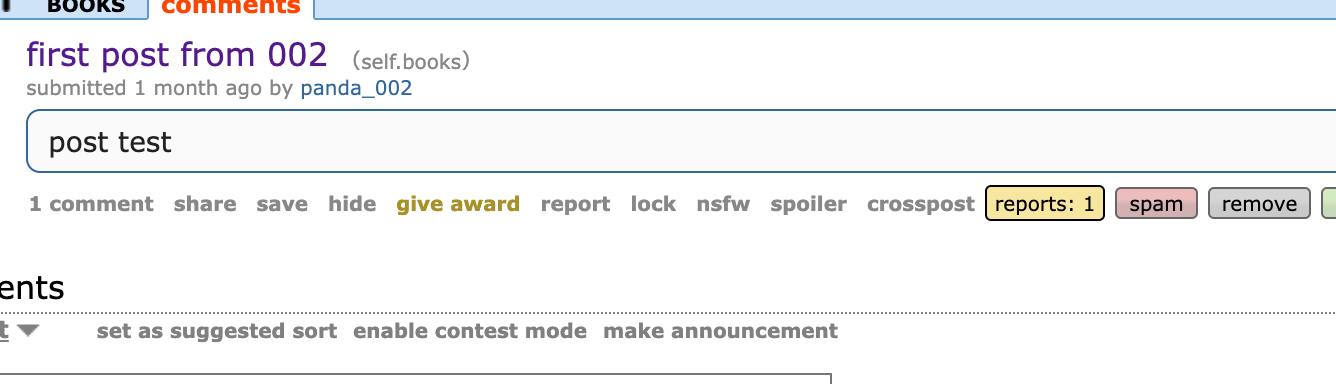 BOOKS comments
first post from 002 (self.books)
submitted 1 month ago by panda_002
post test
1 comment share save hide give award report lock nsfw spoiler crosspost reports: 1 spam remove
ents
t set as suggested sort enable contest mode make announcement